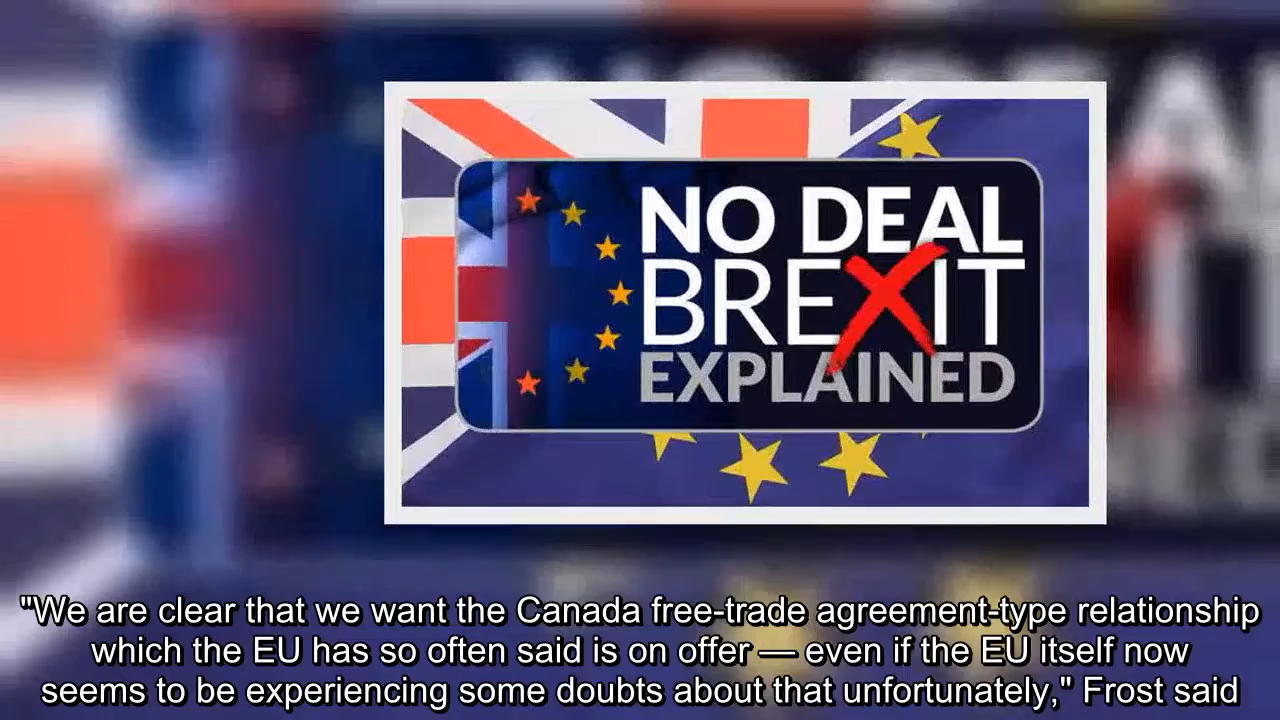 NO DEAL
BREXIT
EXPLAINED
"We are clear that we want the Canada free-trade agreement-type relationship
which the EU has so often said is on offer — even if the EU itself now
seems to be experiencing some doubts about that unfortunately," Frost said